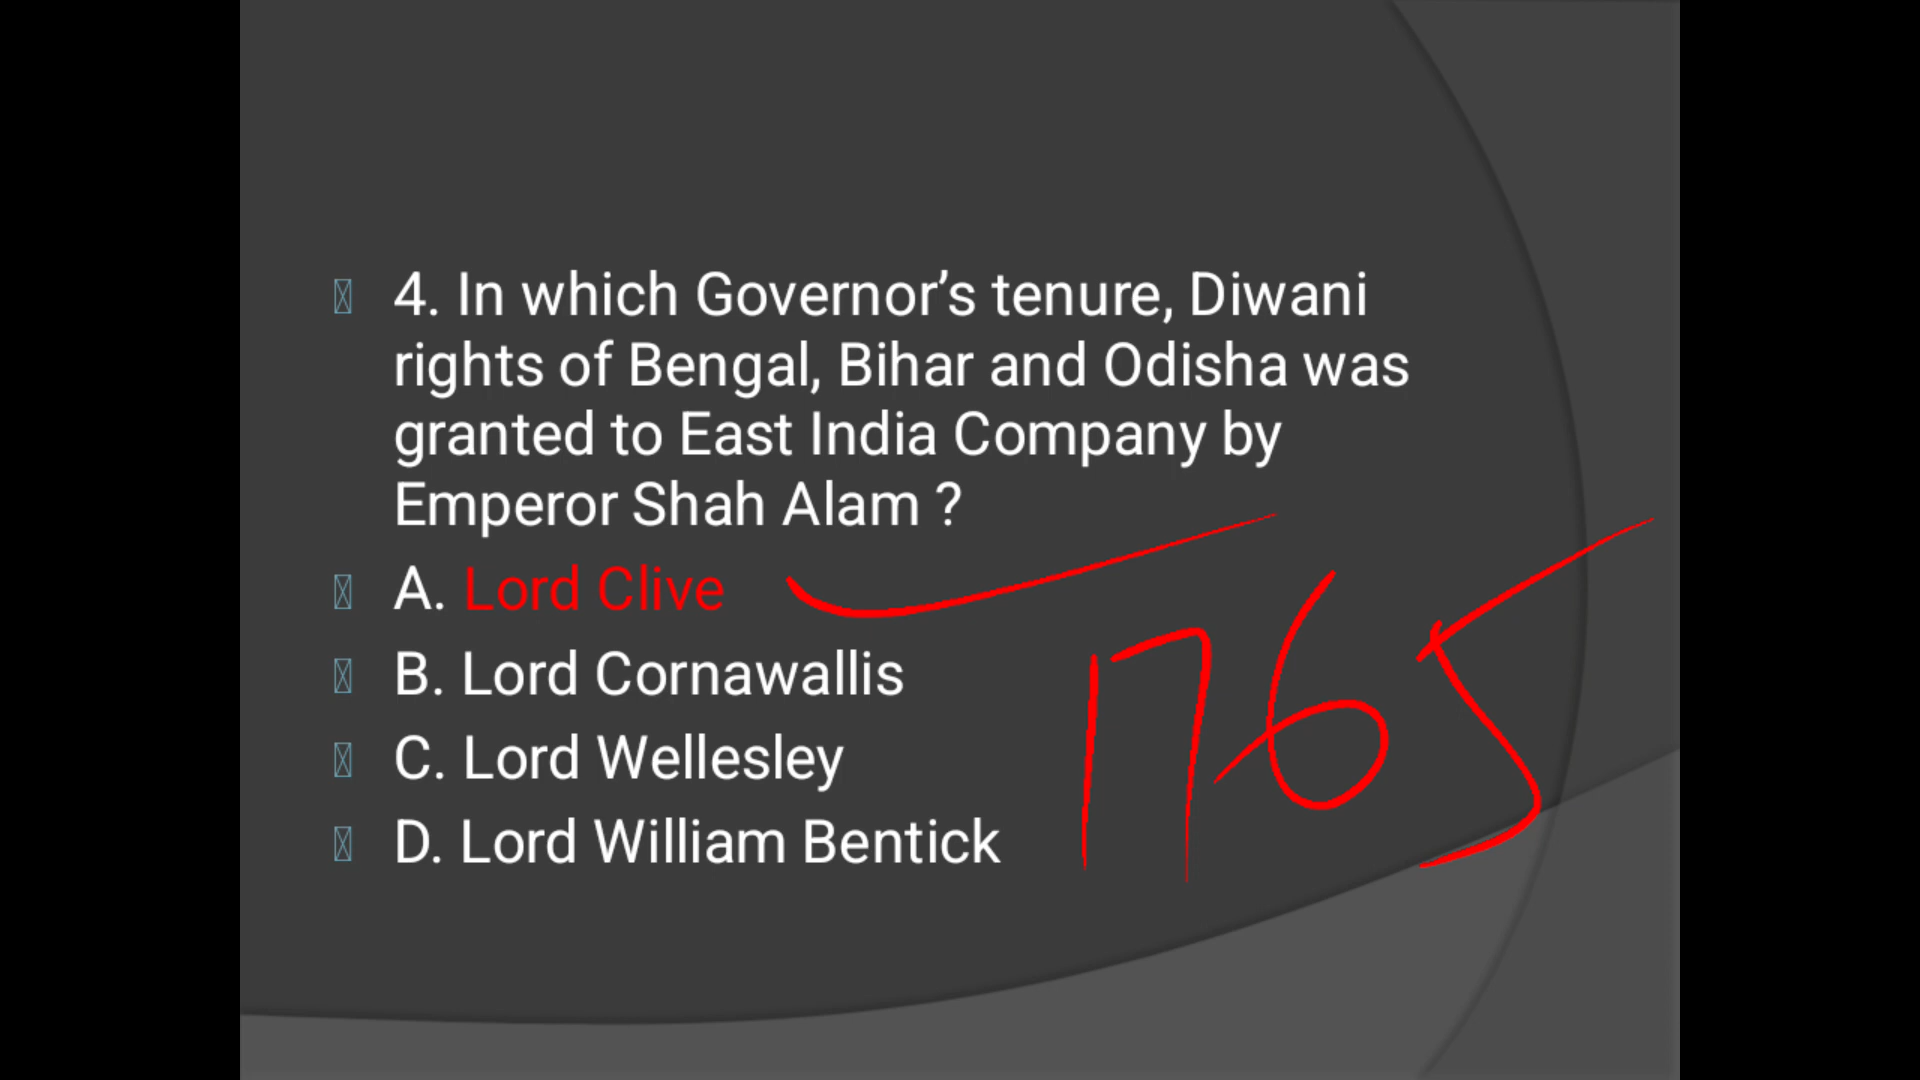 4. In which Governor’s tenure, Diwani
rights of Bengal, Bihar and Odisha was
granted to East India Company by
Emperor Shah Alam ?
A. Lord Clive
B. Lord Cornawallis
C. Lord Wellesley
D. Lord William Bentick
1765